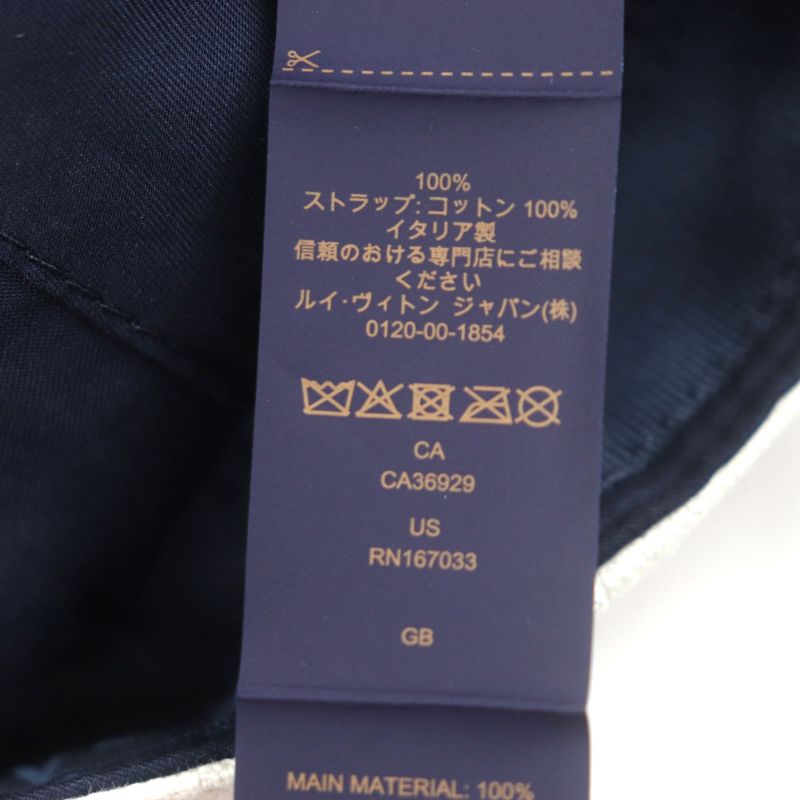 100%
ストラップ: コットン 100%
イタリア製
信頼のおける専門店にご相談
ください
ルイ・ヴィトン ジャパン(株)
0120-00-1854
CA
CA36929
US
RN167033
GB
MAIN MATERIAL: 100%